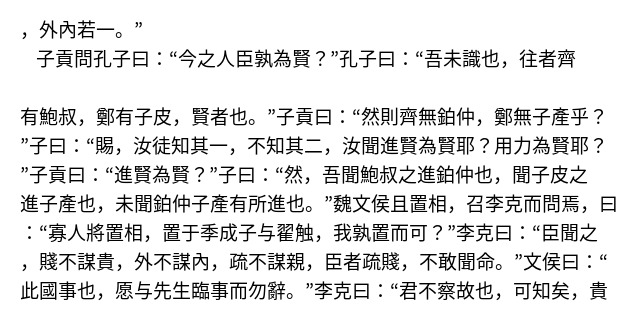 ，外內若一。”
子貢問孔子曰：“今之人臣孰為賢？”孔子曰：“吾未識也，往者齊
有鮑叔，鄭有子皮，賢者也。”子貢曰：“然則齊無鉑仲，鄭無子產乎？
”子曰：“賜，汝徒知其一，不知其二，汝聞進賢為賢耶？用力為賢耶？
”子貢曰：“進賢為賢？”子曰：“然，吾聞鮑叔之進鉑仲也，聞子皮之
進子產也，未聞鉑仲子產有所進也。”魏文侯且置相，召李克而問焉，曰
：“寡人將置相，置于季成子与翟触，我孰置而可？”李克曰：“臣聞之
，賤不謀貴，外不謀內，疏不謀親，臣者疏賤，不敢聞命。”文侯曰：“
此國事也，愿与先生臨事而勿辭。”李克曰：“君不察故也，可知矣，貴